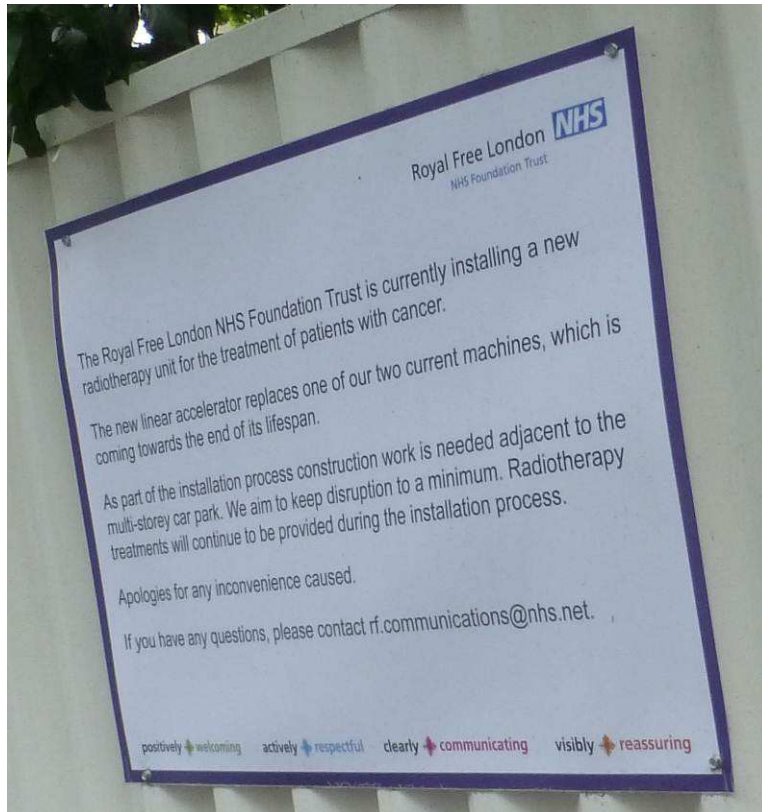 Royal Free London NHS
NHS Foundation Trust
The Royal Free London NHS Foundation Trust is currently installing a new
radiotherapy unit for the treatment of patients with cancer.
The new linear accelerator replaces one of our two current machines, which is
coming towards the end of its lifespan.
As part of the installation process construction work is needed adjacent to the
multi-storey car park. We aim to keep disruption to a minimum. Radiotherapy
treatments will continue to be provided during the installation process.
Apologies for any inconvenience caused.
If you have any questions, please contact rf.communications@nhs.net.
positively welcoming actively respectful clearly communicating visibly reassuring